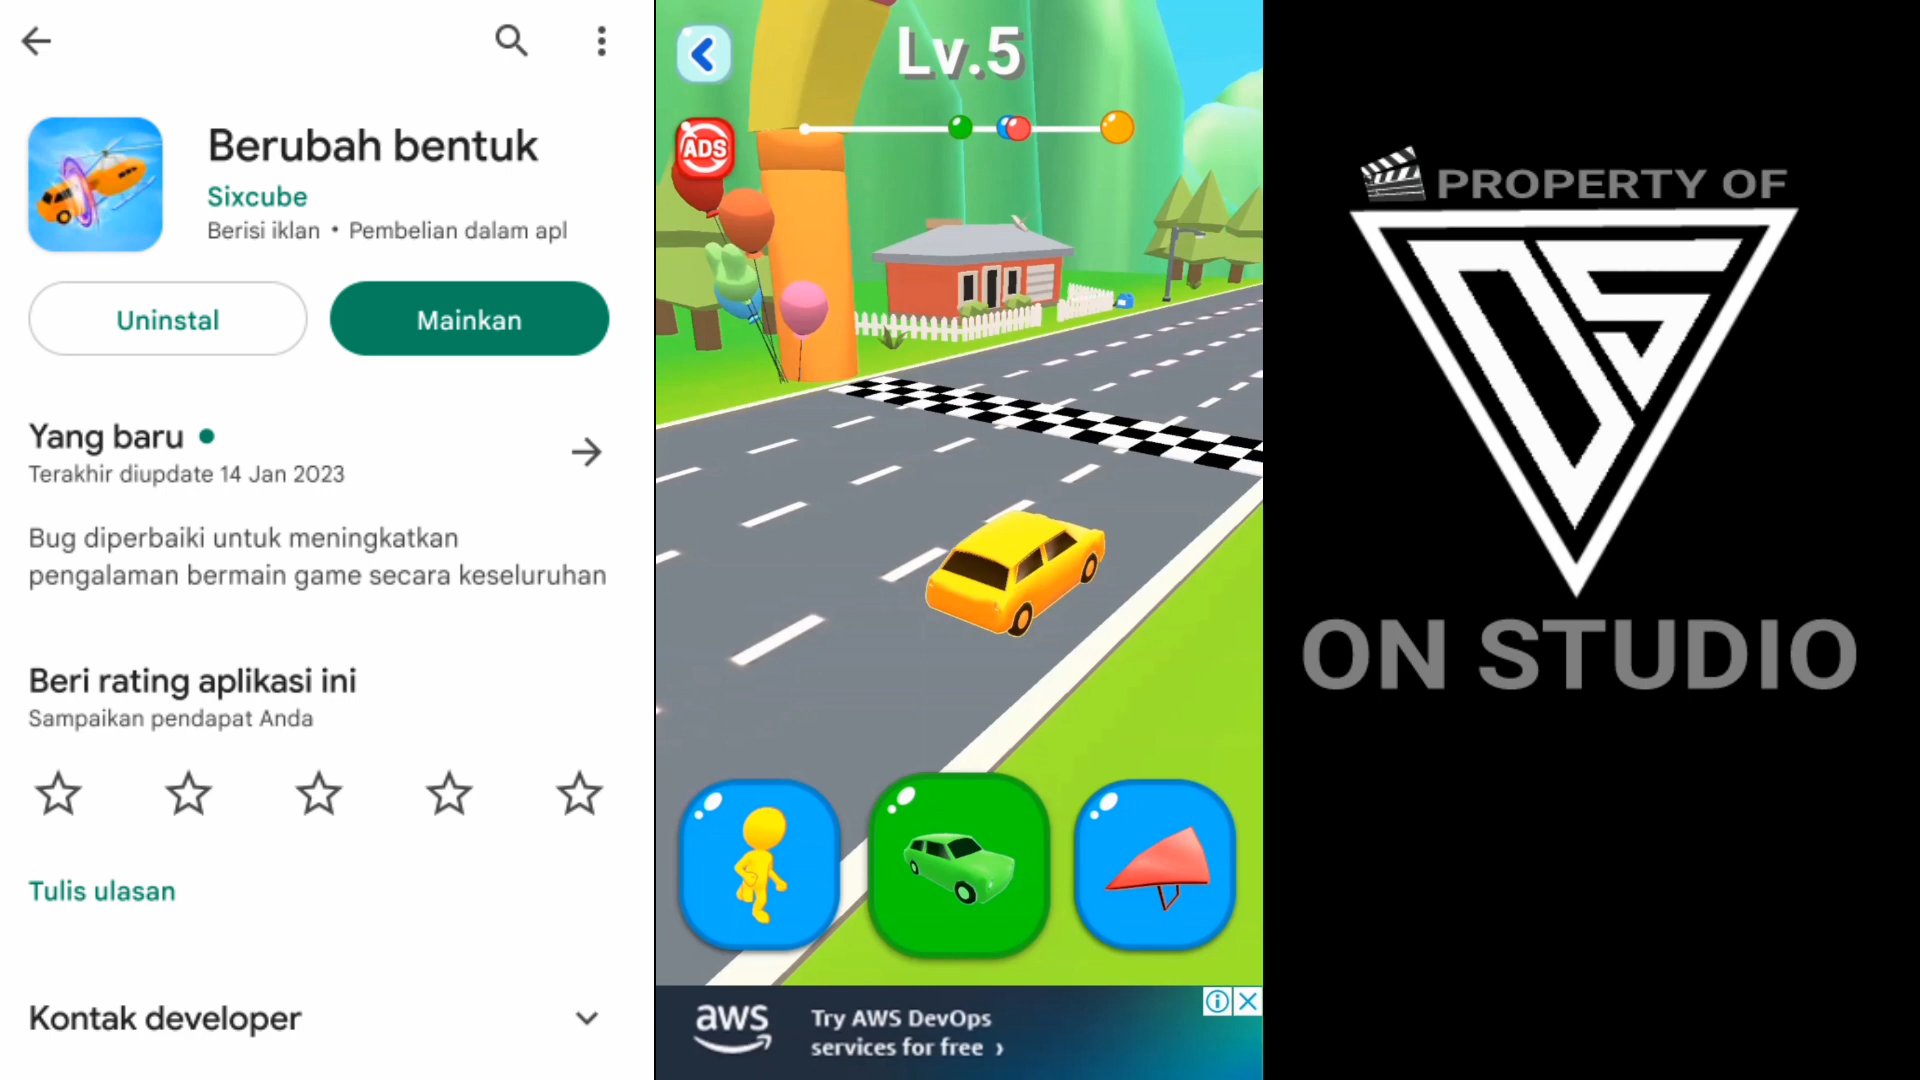 Berubah bentuk
Sixcube
Berisi iklan • Pembelian dalam apl
Uninstal
Mainkan
Yang baru
Terakhir diupdate 14 Jan 2023
Bug diperbaiki untuk meningkatkan
pengalaman bermain game secara keseluruhan
Beri rating aplikasi ini
Sampaikan pendapat Anda
Tulis ulasan
Kontak developer
Lv.5
ADS
aws
Try AWS DevOps
services for free ›
PROPERTY OF
OS
ON STUDIO